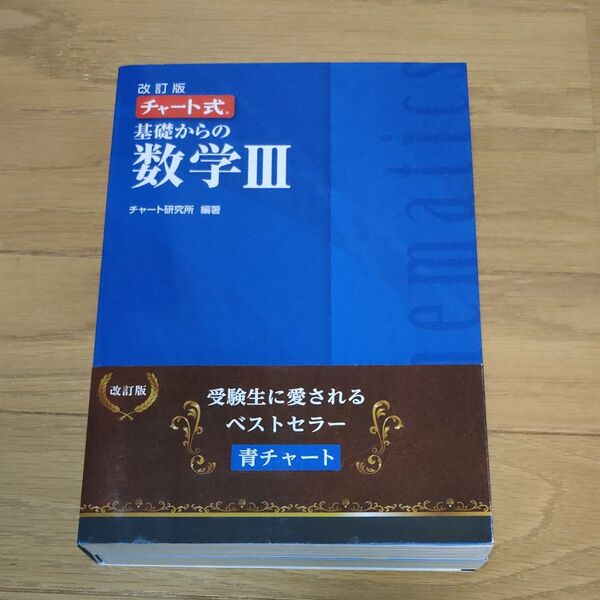 改訂版
チャート式®
基礎からの
数学Ⅲ
チャート研究所 編著
ematics
改訂版
受験生に愛される
ベストセラー
青チャート